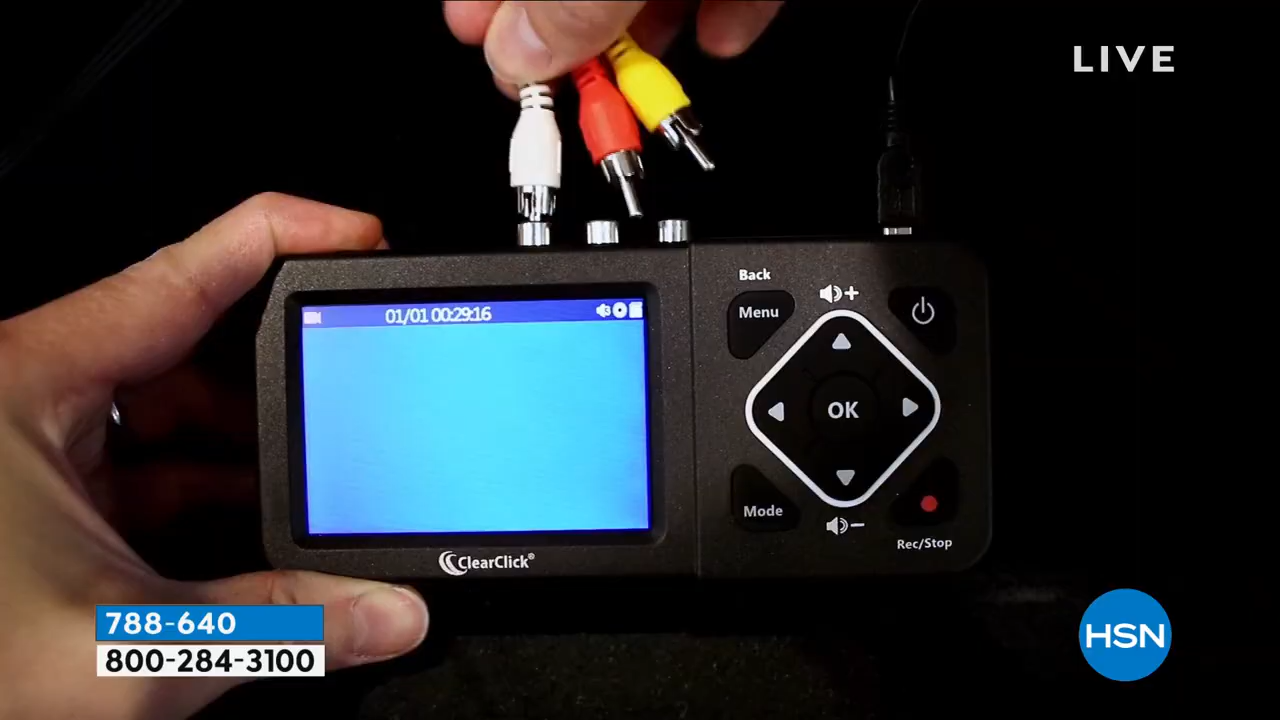 LIVE
Back
Menu
01/01 00:29:16
OK
Mode
Rec/Stop
ClearClick®
788-640
800-284-3100
HSN